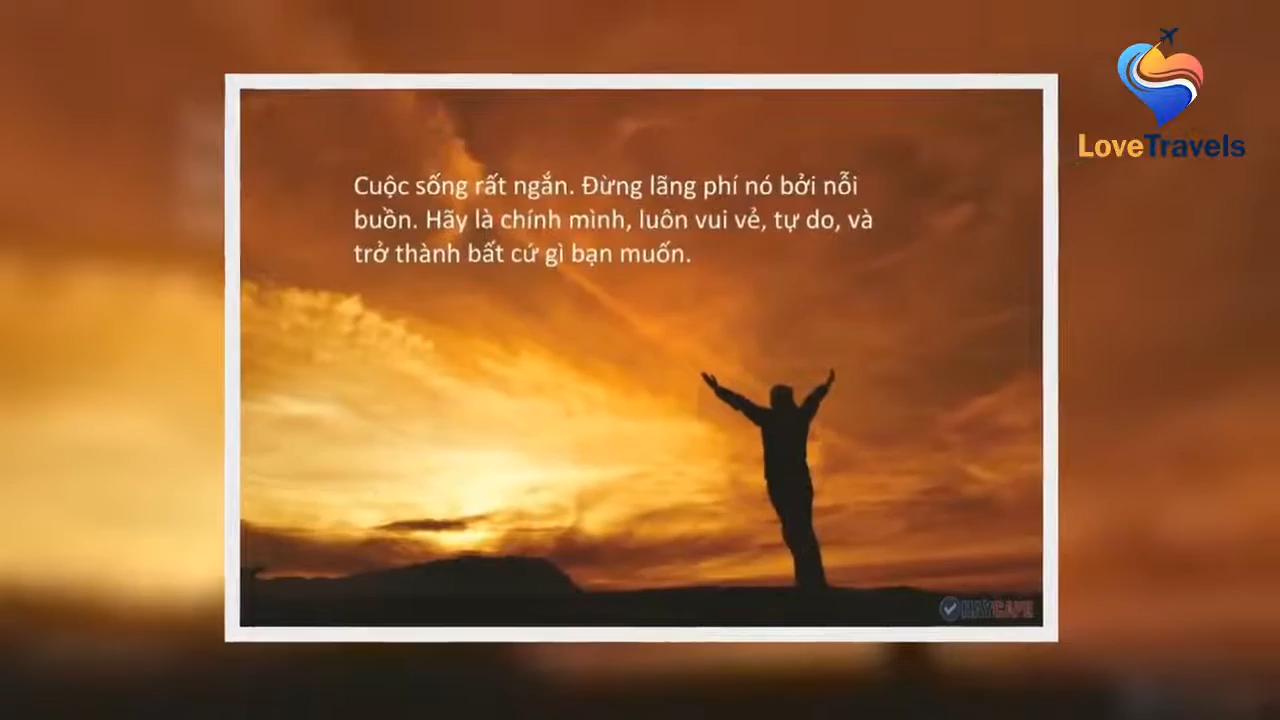 LoveTravels
Cuộc sống rất ngắn. Đừng lãng phí nó bởi nỗi
buồn. Hãy là chính mình, luôn vui vẻ, tự do, và
trở thành bất cứ gì bạn muốn.